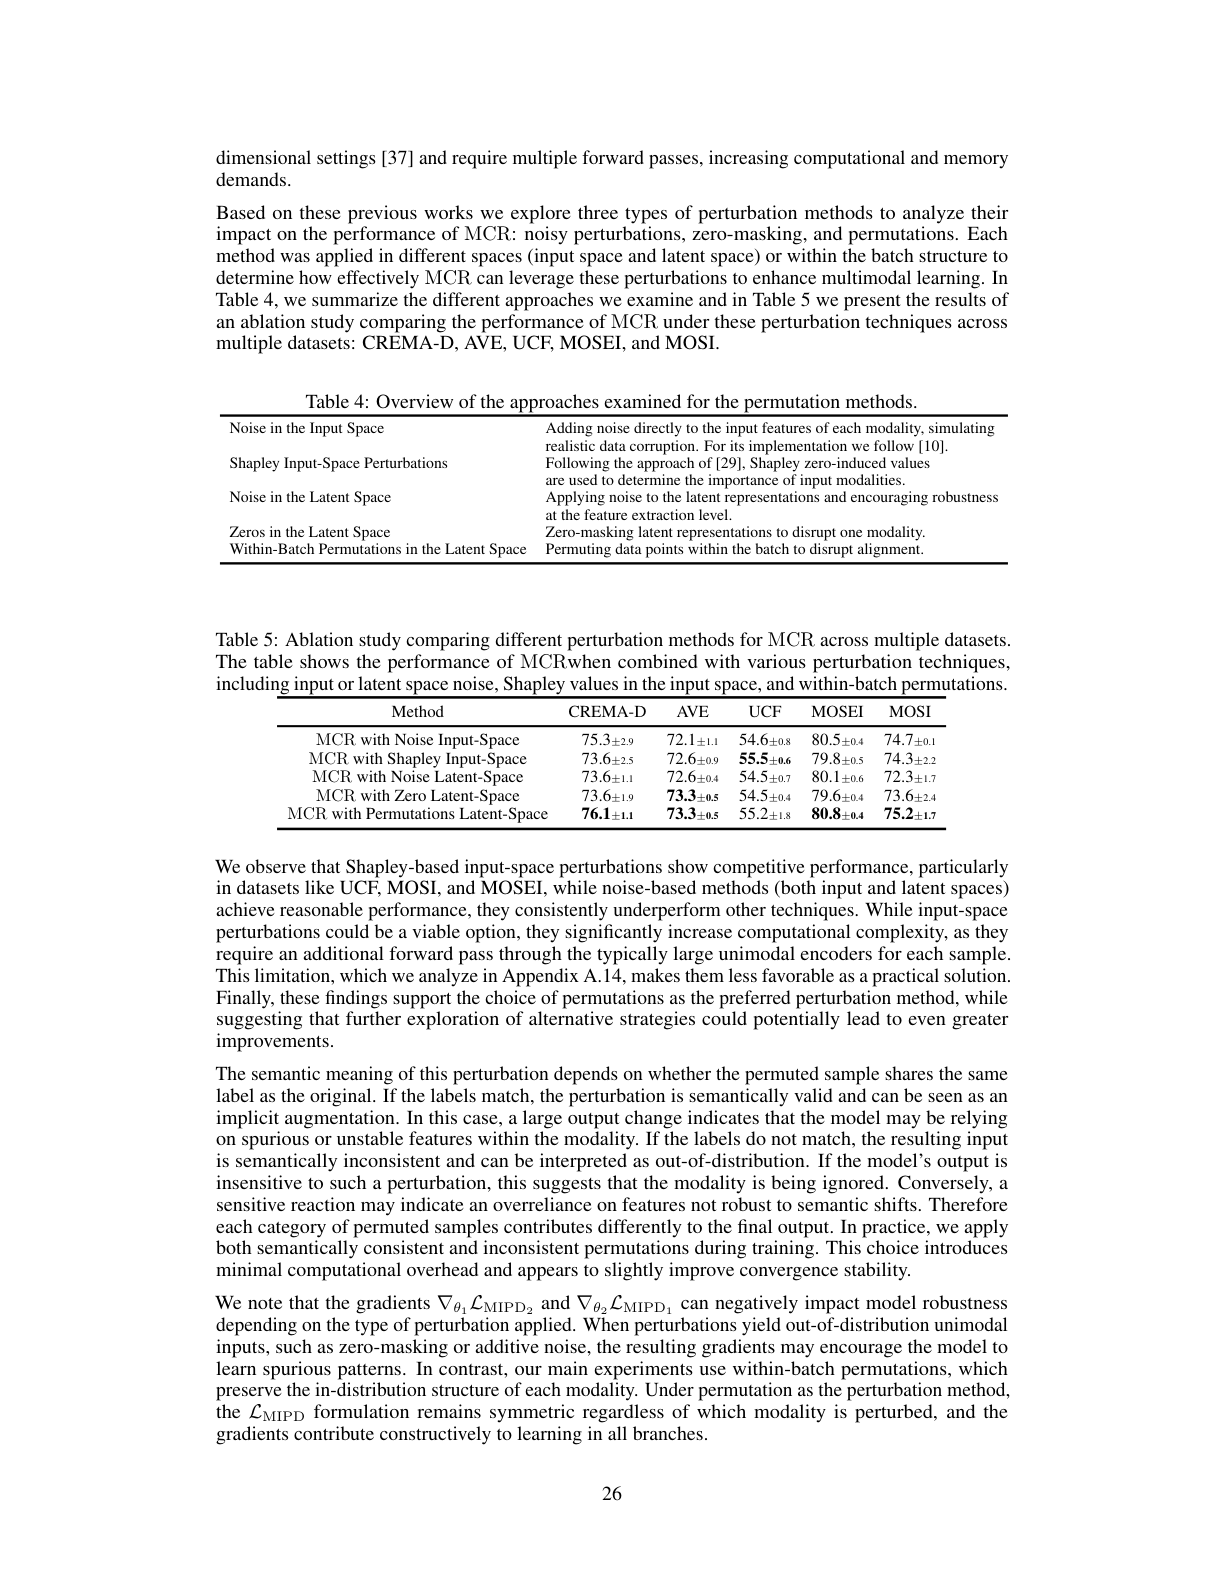 dimensional settings [37] and require multiple forward passes, increasing computational and memory
demands.
Based on these previous works we explore three types of perturbation methods to analyze their
impact on the performance of MCR: noisy perturbations, zero-masking, and permutations. Each
method was applied in different spaces (input space and latent space) or within the batch structure to
determine how effectively MCR can leverage these perturbations to enhance multimodal learning. In
Table 4, we summarize the different approaches we examine and in Table 5 we present the results of
an ablation study comparing the performance of MCR under these perturbation techniques across
multiple datasets: CREMA-D, AVE, UCF, MOSEI, and MOSI.
Table 4: Overview of the approaches examined for the permutation methods.
Noise in the Input Space Adding noise directly to the input features of each modality, simulating
realistic data corruption. For its implementation we follow [10].
Shapley Input-Space Perturbations Following the approach of [29], Shapley zero-induced values
are used to determine the importance of input modalities.
Noise in the Latent Space Applying noise to the latent representations and encouraging robustness
at the feature extraction level.
Zeros in the Latent Space Zero-masking latent representations to disrupt one modality.
Within-Batch Permutations in the Latent Space Permuting data points within the batch to disrupt alignment.
Table 5: Ablation study comparing different perturbation methods for MCR across multiple datasets.
The table shows the performance of MCRwhen combined with various perturbation techniques,
including input or latent space noise, Shapley values in the input space, and within-batch permutations.
Method CREMA-D AVE UCF MOSEI MOSI
MCR with Noise Input-Space 75.3±2.9 72.1±1.1 54.6±0.8 80.5±0.4 74.7±0.1
MCR with Shapley Input-Space 73.6±2.5 72.6±0.9 55.5±0.6 79.8±0.5 74.3±2.2
MCR with Noise Latent-Space 73.6±1.1 72.6±0.4 54.5±0.7 80.1±0.6 72.3±1.7
MCR with Zero Latent-Space 73.6±1.9 73.3±0.5 54.5±0.4 79.6±0.4 73.6±2.4
MCR with Permutations Latent-Space 76.1±1.1 73.3±0.5 55.2±1.8 80.8±0.4 75.2±1.7
We observe that Shapley-based input-space perturbations show competitive performance, particularly
in datasets like UCF, MOSI, and MOSEI, while noise-based methods (both input and latent spaces)
achieve reasonable performance, they consistently underperform other techniques. While input-space
perturbations could be a viable option, they significantly increase computational complexity, as they
require an additional forward pass through the typically large unimodal encoders for each sample.
This limitation, which we analyze in Appendix A.14, makes them less favorable as a practical solution.
Finally, these findings support the choice of permutations as the preferred perturbation method, while
suggesting that further exploration of alternative strategies could potentially lead to even greater
improvements.
The semantic meaning of this perturbation depends on whether the permuted sample shares the same
label as the original. If the labels match, the perturbation is semantically valid and can be seen as an
implicit augmentation. In this case, a large output change indicates that the model may be relying
on spurious or unstable features within the modality. If the labels do not match, the resulting input
is semantically inconsistent and can be interpreted as out-of-distribution. If the model's output is
insensitive to such a perturbation, this suggests that the modality is being ignored. Conversely, a
sensitive reaction may indicate an overreliance on features not robust to semantic shifts. Therefore
each category of permuted samples contributes differently to the final output. In practice, we apply
both semantically consistent and inconsistent permutations during training. This choice introduces
minimal computational overhead and appears to slightly improve convergence stability.
We note that the gradients ∇θ₁ℒMIPD₂ and ∇θ₂ℒMIPD₁ can negatively impact model robustness
depending on the type of perturbation applied. When perturbations yield out-of-distribution unimodal
inputs, such as zero-masking or additive noise, the resulting gradients may encourage the model to
learn spurious patterns. In contrast, our main experiments use within-batch permutations, which
preserve the in-distribution structure of each modality. Under permutation as the perturbation method,
the ℒMIPD formulation remains symmetric regardless of which modality is perturbed, and the
gradients contribute constructively to learning in all branches.
26